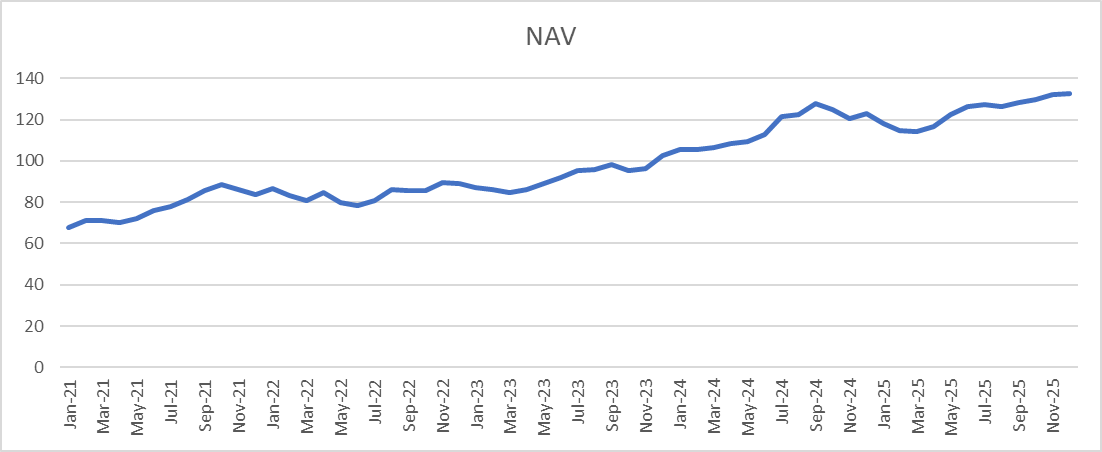 NAV
140
120
100
80
60
40
20
0
Jan-21
Mar-21
May-21
Jul-21
Sep-21
Nov-21
Jan-22
Mar-22
May-22
Jul-22
Sep-22
Nov-22
Jan-23
Mar-23
May-23
Jul-23
Sep-23
Nov-23
Jan-24
Mar-24
May-24
Jul-24
Sep-24
Nov-24
Jan-25
Mar-25
May-25
Jul-25
Sep-25
Nov-25